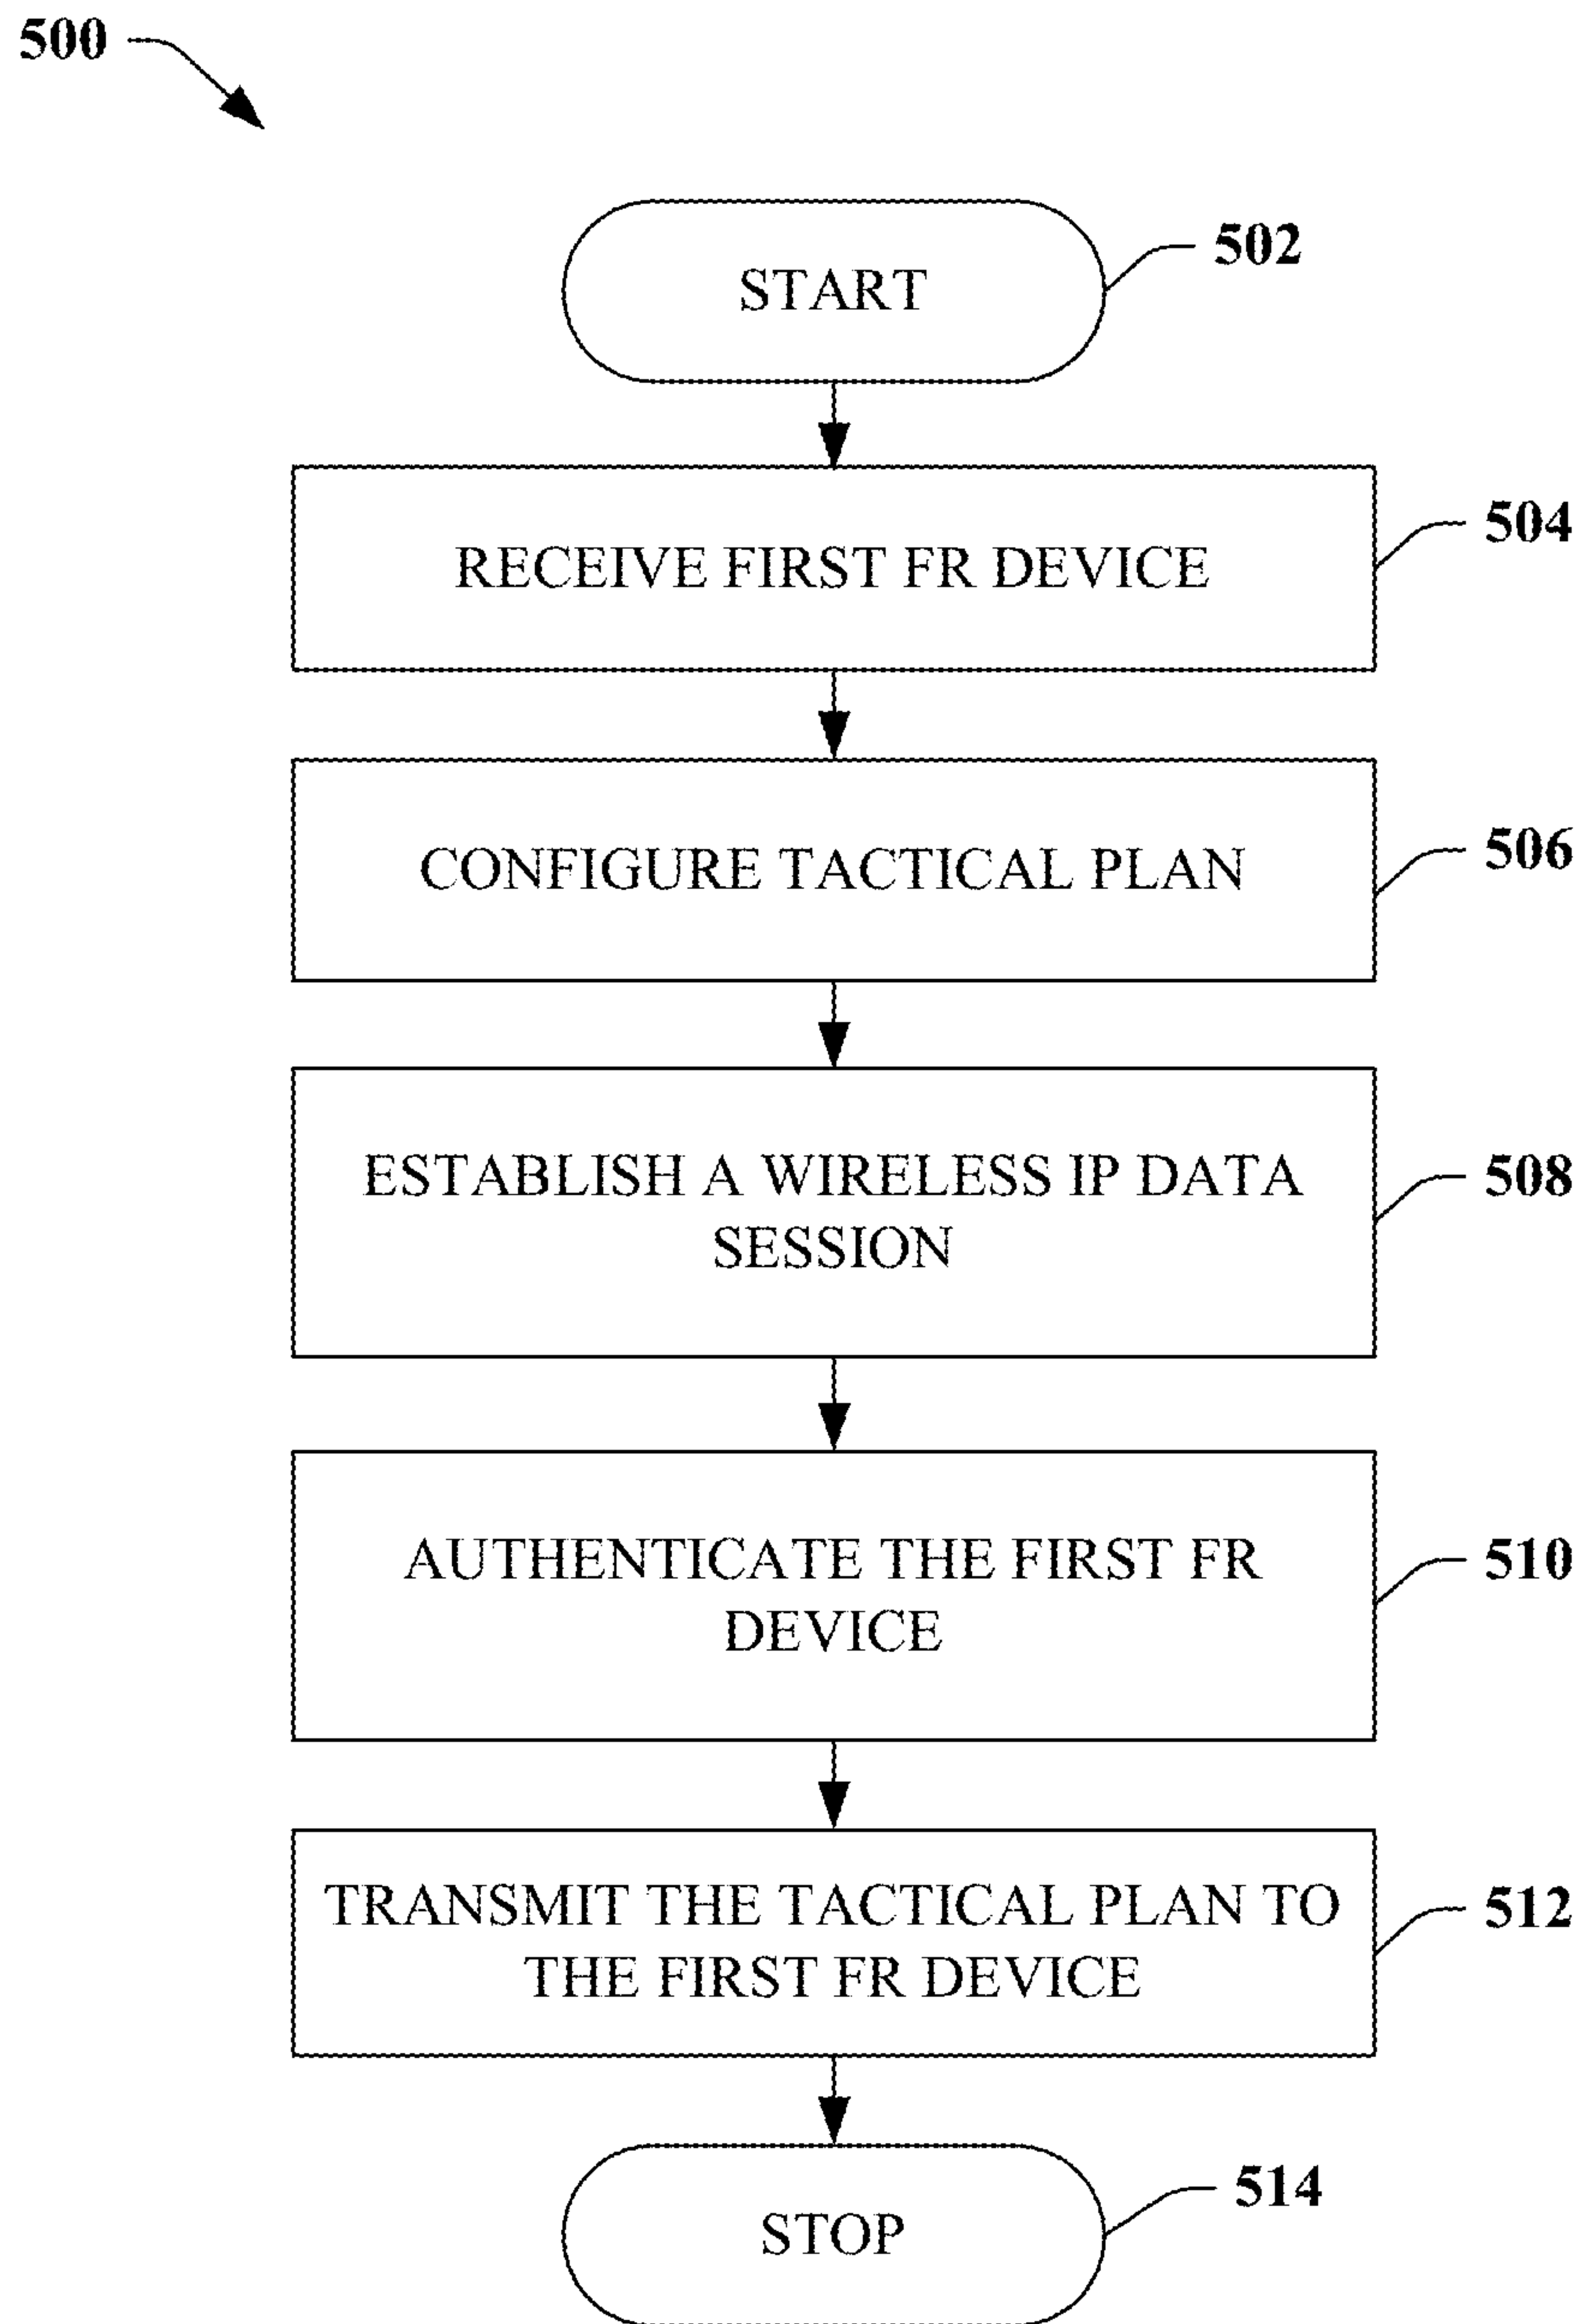 500
START
502
RECEIVE FIRST FR DEVICE
504
CONFIGURE TACTICAL PLAN
506
ESTABLISH A WIRELESS IP DATA
SESSION
508
AUTHENTICATE THE FIRST FR
DEVICE
510
TRANSMIT THE TACTICAL PLAN TO
THE FIRST FR DEVICE
512
STOP
514